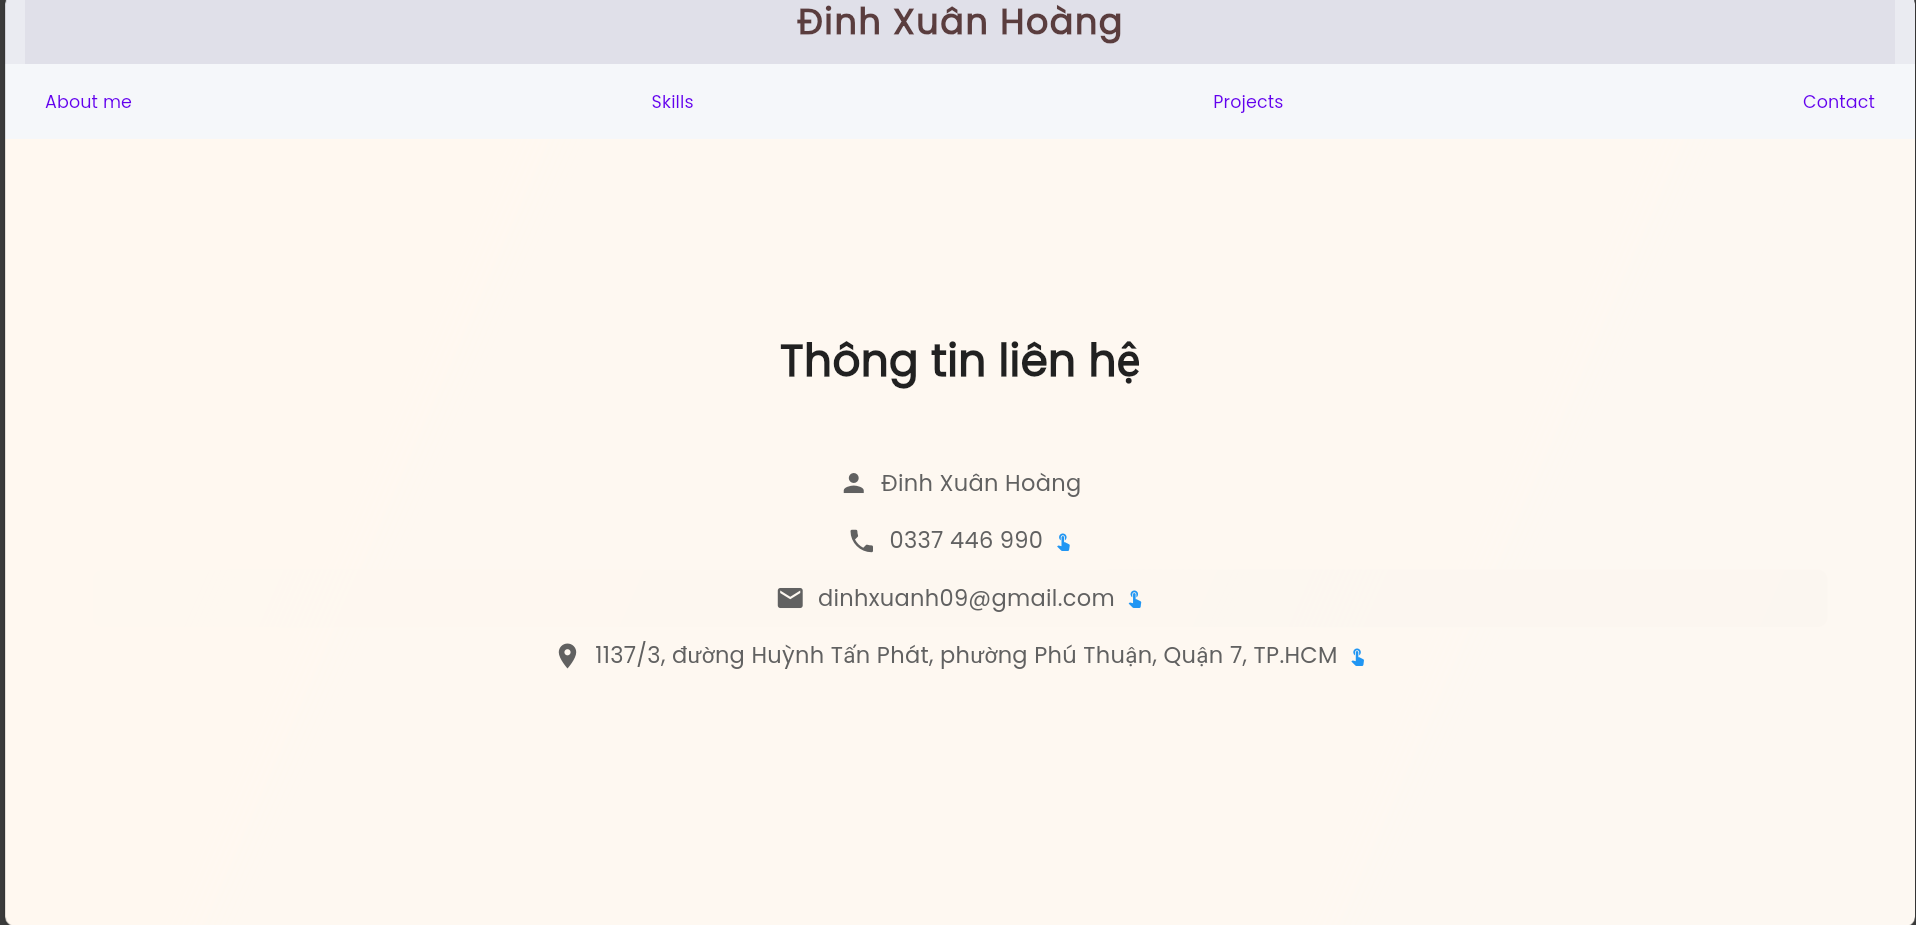 Đinh Xuân Hoàng
About me Skills Projects Contact
Thông tin liên hệ
Đinh Xuân Hoàng
0337 446 990
dinhxuanh09@gmail.com
1137/3, đường Huỳnh Tấn Phát, phường Phú Thuận, Quận 7, TP.HCM